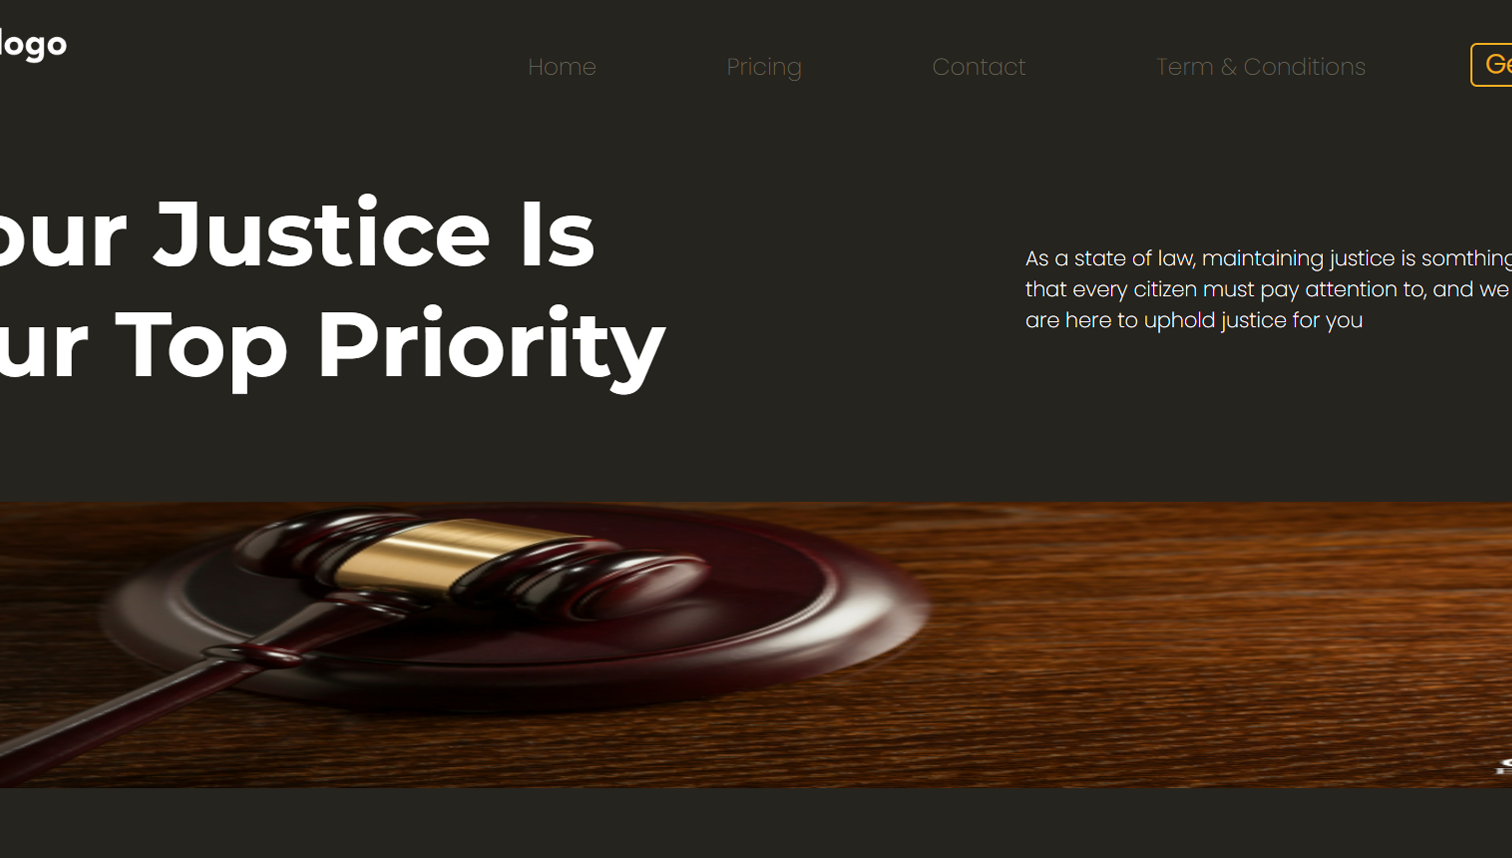 logo
Home Pricing Contact Term & Conditions Ge
our Justice Is
ur Top Priority
As a state of law, maintaining justice is somthing
that every citizen must pay attention to, and we
are here to uphold justice for you